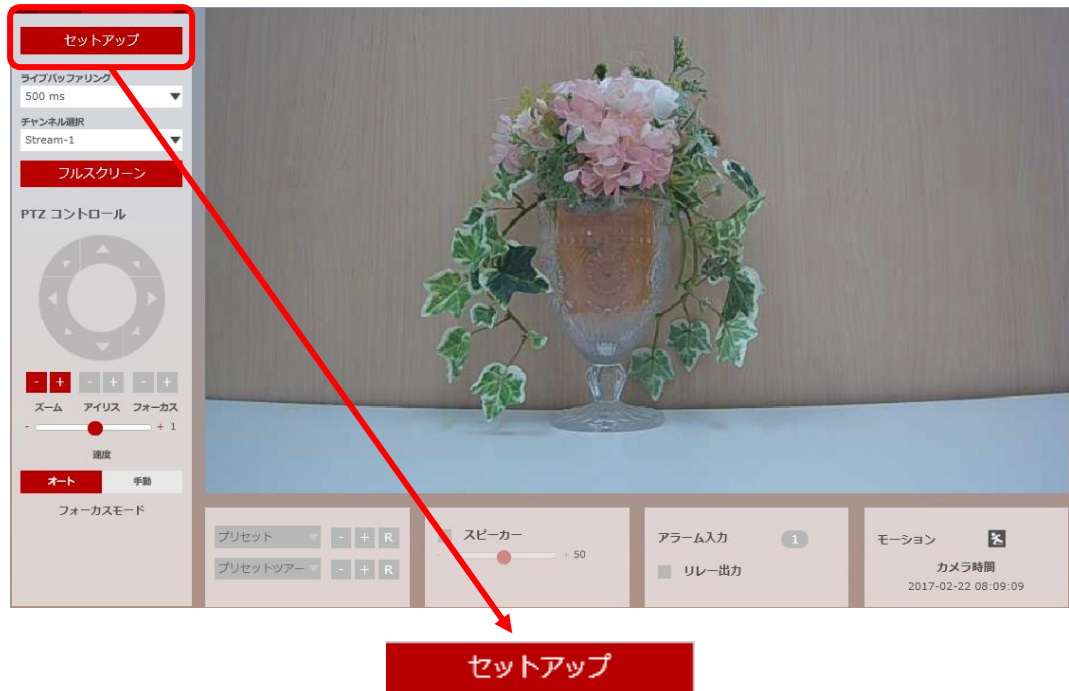 セットアップ
ライブバッファリング
500 ms
チャンネル選択
Stream-1
フルスクリーン
PTZ コントロール
- + - + - +
ズーム アイリス フォーカス
- + 1
速度
オート 手動
フォーカスモード
プリセット - + R
プリセットツアー - + R
スピーカー
- + 50
アラーム入力 1
リレー出力
モーション
カメラ時間
2017-02-22 08:09:09
セットアップ